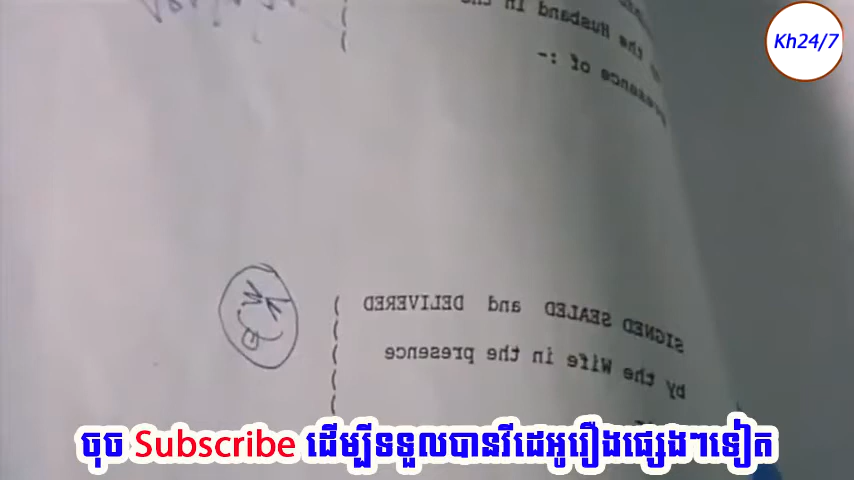 Kh24/7
the Husband in the
presence of :-
SIGNED SEALED and DELIVERED
by the Wife in the presence
ចុច Subscribe ដើម្បីទទួលបានវីដេអូរឿងផ្សេងៗទៀត